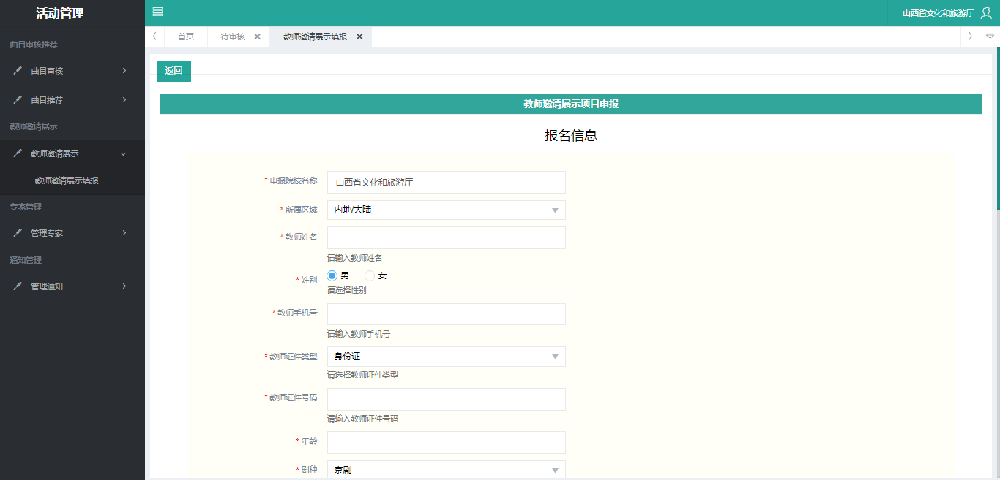 活动管理
山西省文化和旅游厅
首页
待审核
教师邀请展示填报
曲目审核推荐
曲目审核
曲目推荐
教师邀请展示
教师邀请展示
教师邀请展示填报
专家管理
管理专家
通知管理
管理通知
返回
教师邀请展示项目申报
报名信息
* 申报院校名称 山西省文化和旅游厅
* 所属区域 内地/大陆
* 教师姓名
请输入教师姓名
* 性别 男 女
请选择性别
* 教师手机号
请输入教师手机号
* 教师证件类型 身份证
请选择教师证件类型
* 教师证件号码
请输入教师证件号码
* 年龄
* 剧种 京剧